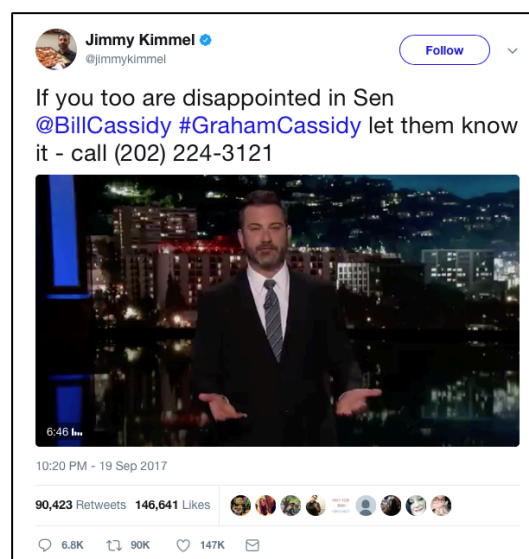 Jimmy Kimmel
@jimmykimmel
Follow
If you too are disappointed in Sen
@BillCassidy #GrahamCassidy let them know
it - call (202) 224-3121
6:46
10:20 PM - 19 Sep 2017
90,423 Retweets 146,641 Likes
6.8K 90K 147K